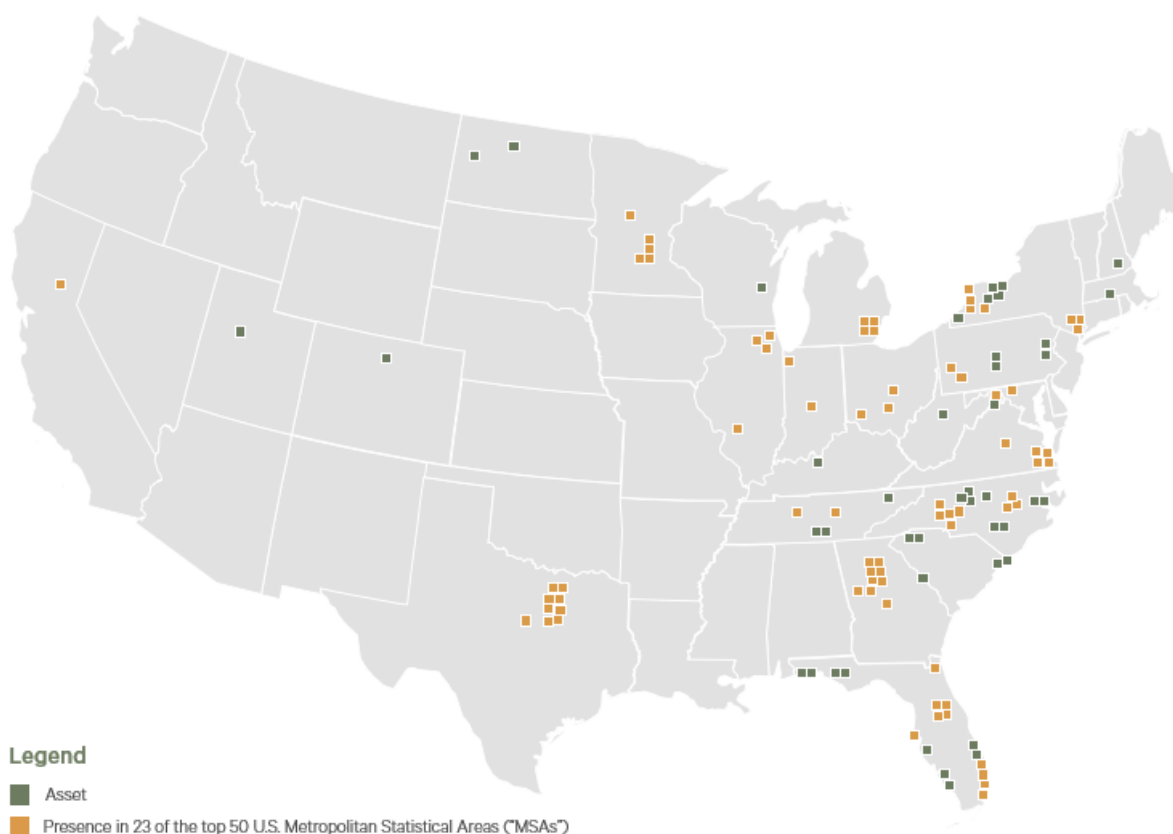 Legend
Asset
Presence in 23 of the top 50 U.S. Metropolitan Statistical Areas ("MSAs")